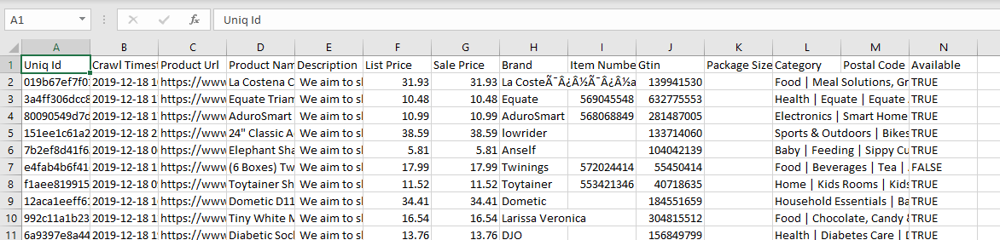 A1 fx Uniq Id
A B C D E F G H I J K L M N
1 Uniq Id Crawl Timest Product Url Product Nam Description List Price Sale Price Brand Item Numbe Gtin Package Size Category Postal Code Available
2 019b67ef7f0 2019-12-18 1 https://www La Costena C We aim to sl 31.93 31.93 La CosteÃ¯Â¿Â½Ã¯Â¿Â½a 139941530 Food | Meal Solutions, Gr TRUE
3 3a4ff306dcc8 2019-12-18 1 https://www Equate Triam We aim to sl 10.48 10.48 Equate 569045548 632775553 Health | Equate | Equate TRUE
4 80090549d7c 2019-12-18 1 https://www AduroSmart We aim to sl 10.99 10.99 AduroSmart 568068849 281487005 Electronics | Smart Home TRUE
5 151ee1c61a2 2019-12-18 2 https://www 24" Classic A We aim to sl 38.59 38.59 lowrider 133714060 Sports & Outdoors | Bikes TRUE
6 7b2ef8d41f6 2019-12-18 0 https://www Elephant Sha We aim to sl 5.81 5.81 Anself 104042139 Baby | Feeding | Sippy Cu TRUE
7 e4fab4b6f41 2019-12-18 1 https://www (6 Boxes) Tw We aim to sl 17.99 17.99 Twinings 572024414 55450414 Food | Beverages | Tea | FALSE
8 f1aee819915 2019-12-18 0 https://www Toytainer Sh We aim to sl 11.52 11.52 Toytainer 553421346 40718635 Home | Kids Rooms | Kids TRUE
9 12aca1eeff6 2019-12-18 1 https://www Dometic D11 We aim to sl 34.41 34.41 Dometic 184551659 Household Essentials | Ba TRUE
10 992c11a1b23 2019-12-18 1 https://www Tiny White M We aim to sl 16.54 16.54 Larissa Veronica 304815512 Food | Chocolate, Candy TRUE
11 6a9397e8a44 2019-12-18 1 https://www Diabetic Socl We aim to sl 13.76 13.76 DJO 156849799 Health | Diabetes Care | TRUE